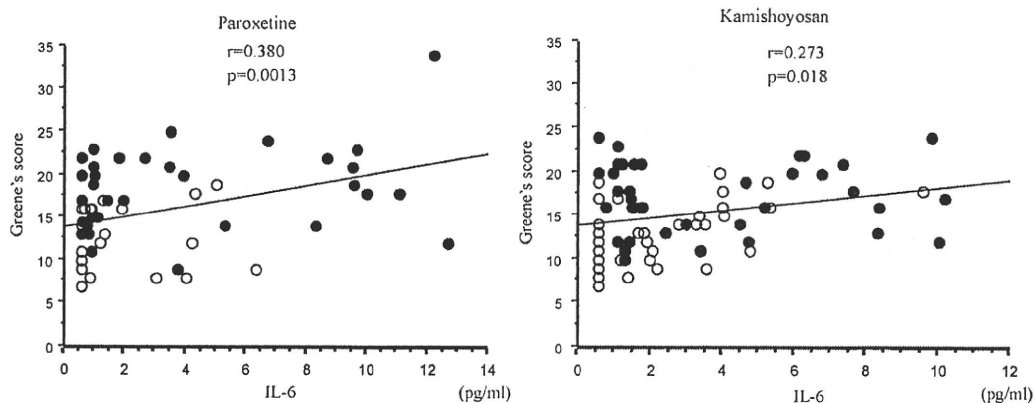 Paroxetine
r=0.380
p=0.0013
Greene's score
35
30
25
20
15
10
5
0
0 2 4 6 8 10 12 14
IL-6 (pg/ml)
Kamishoyosan
r=0.273
p=0.018
Greene's score
35
30
25
20
15
10
5
0
0 2 4 6 8 10 12
IL-6 (pg/ml)